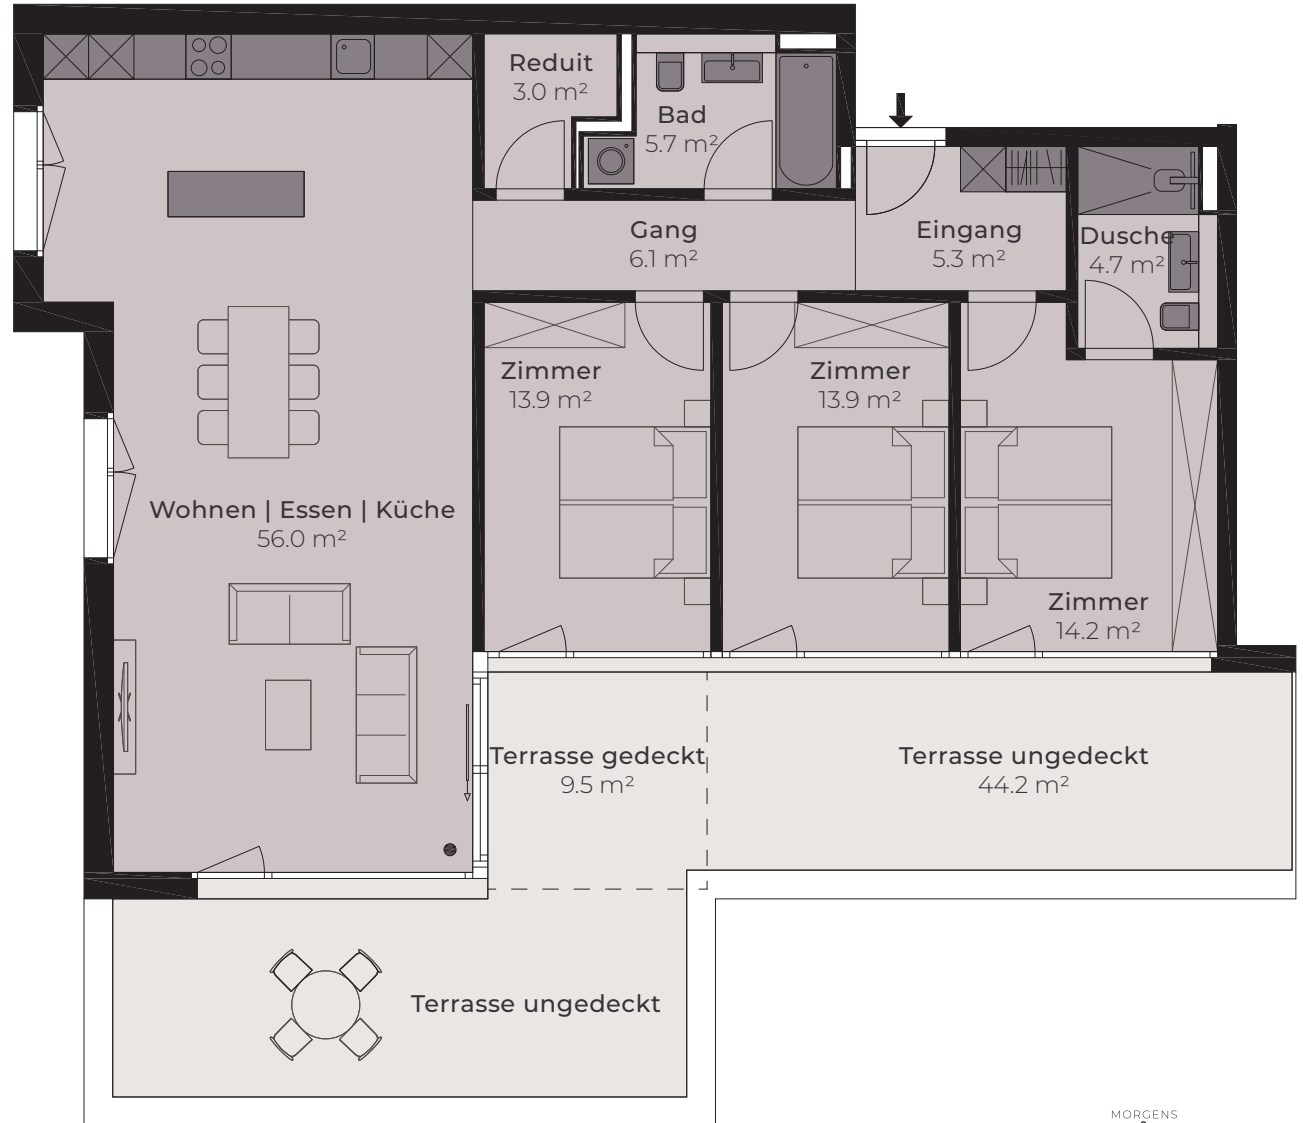 Reduit
3.0 m²
Bad
5.7 m²
Gang
6.1 m²
Eingang
5.3 m²
Dusche
4.7 m²
Zimmer
13.9 m²
Zimmer
13.9 m²
Wohnen | Essen | Küche
56.0 m²
Zimmer
14.2 m²
Terrasse gedeckt
9.5 m²
Terrasse ungedeckt
44.2 m²
Terrasse ungedeckt
MORGENS